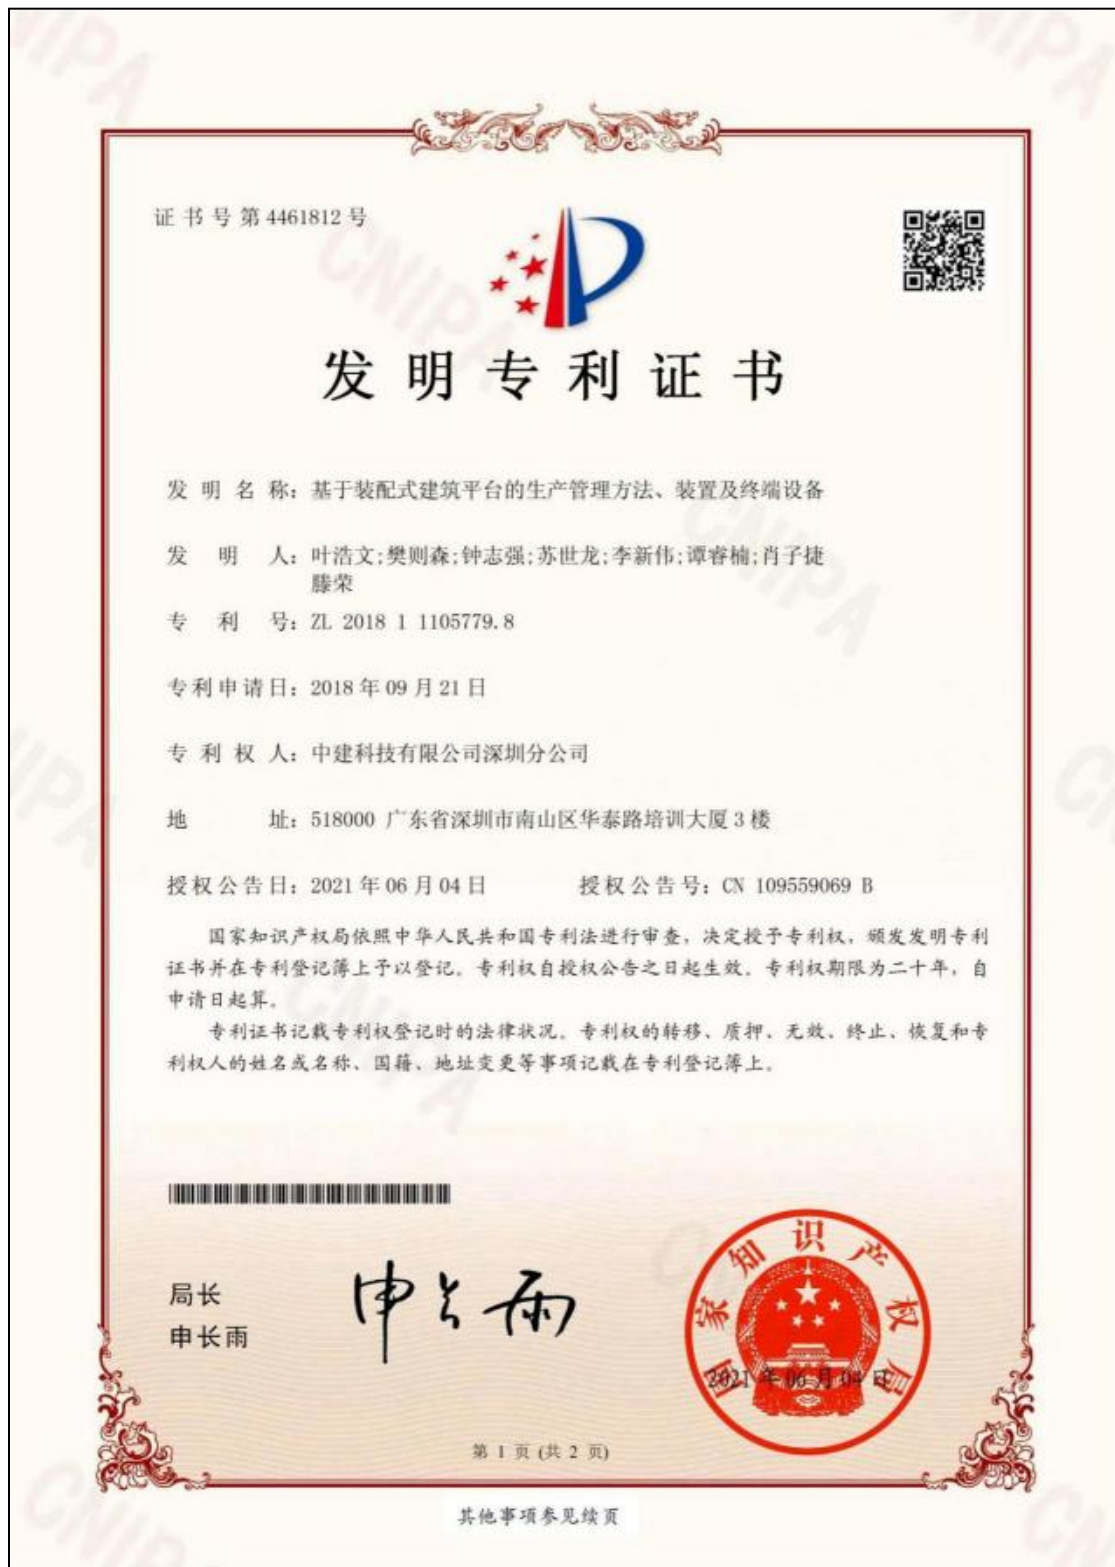 证书号第4461812号
发明专利证书
发明名称：基于装配式建筑平台的生产管理方法、装置及终端设备
发明人：叶浩文;樊则森;钟志强;苏世龙;李新伟;谭睿楠;肖子捷
滕荣
专利号：ZL 2018 1 1105779.8
专利申请日：2018年09月21日
专利权人：中建科技有限公司深圳分公司
地址：518000 广东省深圳市南山区华泰路培训大厦3楼
授权公告日：2021年06月04日 授权公告号：CN 109559069 B
国家知识产权局依照中华人民共和国专利法进行审查，决定授予专利权，颁发发明专利
证书并在专利登记簿上予以登记。专利权自授权公告之日起生效。专利权期限为二十年，自
申请日起算。
专利证书记载专利权登记时的法律状况。专利权的转移、质押、无效、终止、恢复和专
利权人的姓名或名称、国籍、地址变更等事项记载在专利登记簿上。
局长
申长雨
申长雨
国家知识产权局
2021年06月04日
第 1 页 (共 2 页)
其他事项参见续页
CNIPA
CNIPA
CNIPA
CNIPA
CNIPA
CNIPA